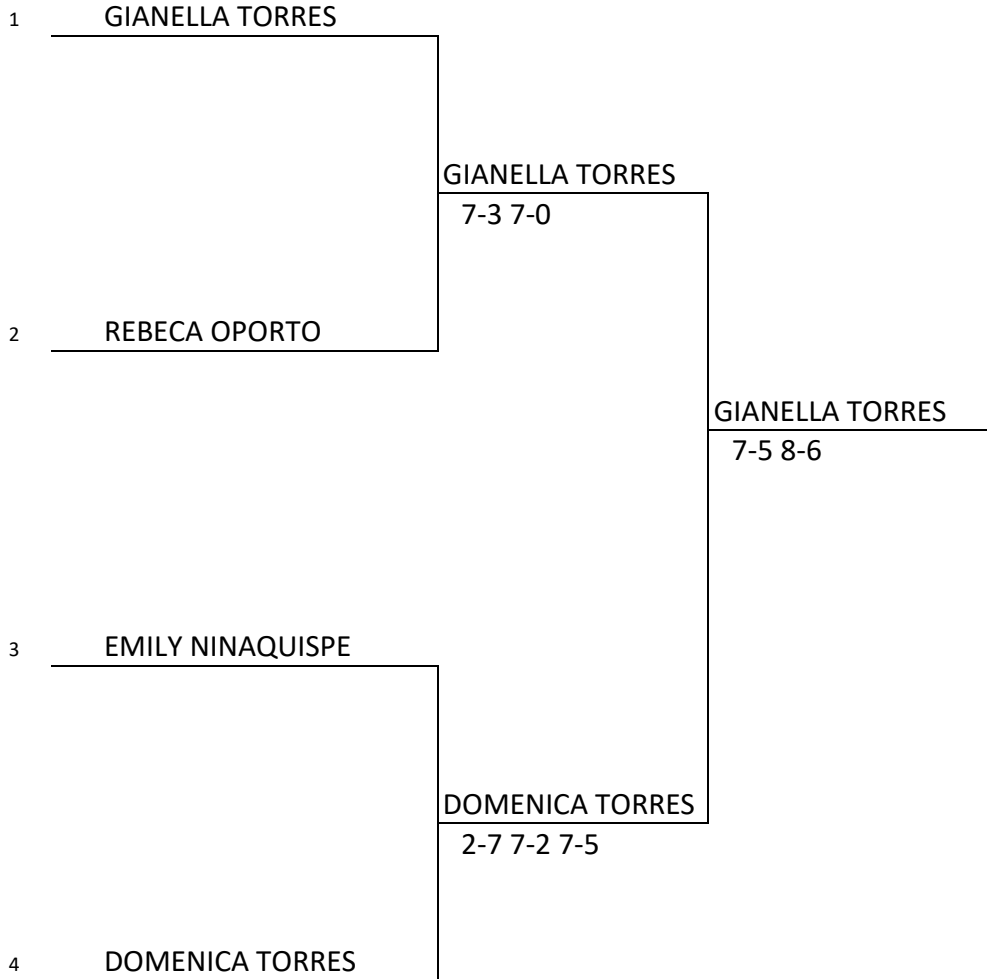 1 GIANELLA TORRES
GIANELLA TORRES
7-3 7-0
2 REBECA OPORTO
GIANELLA TORRES
7-5 8-6
3 EMILY NINAQUISPE
DOMENICA TORRES
2-7 7-2 7-5
4 DOMENICA TORRES